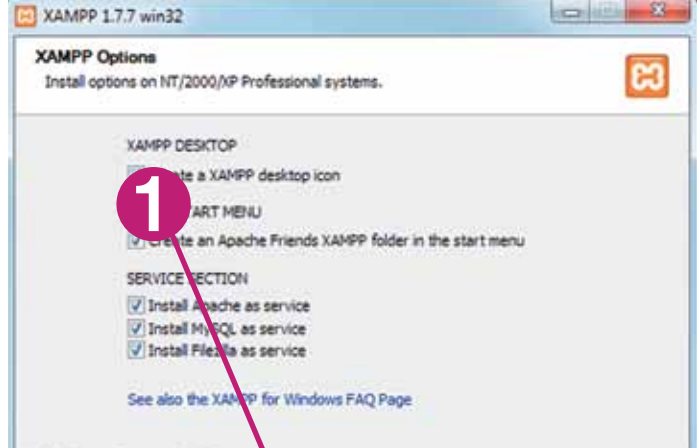 XAMPP 1.7.7 win32
XAMPP Options
Install options on NT/2000/XP Professional systems.
XAMPP DESKTOP
a XAMPP desktop icon
1
START MENU
Create an Apache Friends XAMPP folder in the start menu
SERVICE SECTION
Install Apache as service
Install MySQL as service
Install Filezilla as service
See also the XAMPP for Windows FAQ Page